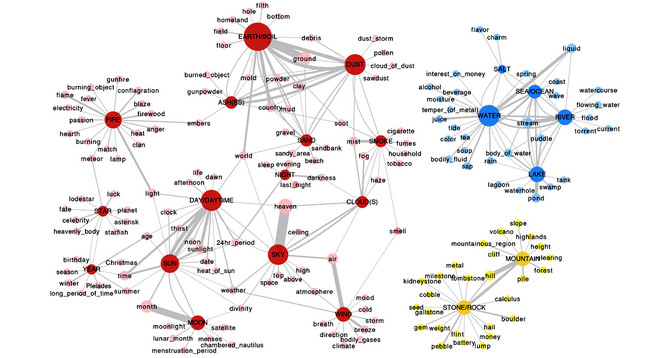 filth
hole
bottom
homeland
field
EARTH/SOIL
debris
floor
ground
dust_storm
pollen
DUST
cloud_of_dust
sawdust
burned_object
mold
powder
clay
gunpowder
ASH(ES)
country
mud
embers
gunfire
burning_object
conflagration
flame
fever
blaze
electricity
firewood
passion
FIRE
anger
hearth
heat
burning
clan
match
meteor
lamp
gravel
soot
SAND
sandbank
mist
SMOKE
cigarette
fumes
household
tobacco
world
sandy_area
beach
fog
sleep
evening
NIGHT
darkness
last_night
haze
life
dawn
afternoon
light
DAY/DAYTIME
CLOUD(S)
heaven
lodestar
luck
fate
STAR
planet
celebrity
asterisk
heavenly_body
starfish
clock
thirst
ceiling
smell
age
noon
24hr_period
sunlight
SKY
air
birthday
Christmas
SUN
date
heat_of_sun
season
YEAR
time
high
top
above
space
winter
Pleiades
summer
long_period_of_time
weather
atmosphere
month
divinity
mood
cold
WIND
storm
moonlight
MOON
satellite
breath
breeze
direction
bodily_gases
climate
lunar_month
menses
chambered_nautilus
menstruation_period
flavor
charm
liquid
SALT
spring
interest_on_money
coast
alcohol
beverage
SEA/OCEAN
wave
watercourse
moisture
flowing_water
temper_(of_metal)
WATER
RIVER
flood
juice
stream
torrent
current
tide
color
tea
puddle
soup
body_of_water
bodily_fluid
rain
sap
LAKE
tank
lagoon
swamp
waterhole
pond
slope
volcano
highlands
mountainous_region
height
cliff
clearing
MOUNTAIN
forest
metal
milestone
hill
pile
tombstone
kidneystone
cobble
calculus
seed
STONE/ROCK
gallstone
boulder
gem
weight
hail
flint
money
pebble
battery
lump